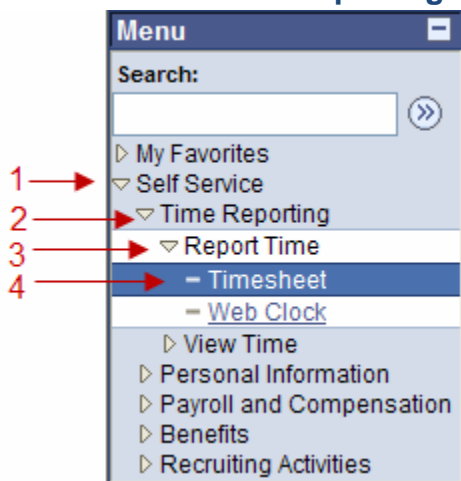 Menu
Search:
My Favorites
1 Self Service
2 Time Reporting
3 Report Time
4 Timesheet
Web Clock
View Time
Personal Information
Payroll and Compensation
Benefits
Recruiting Activities